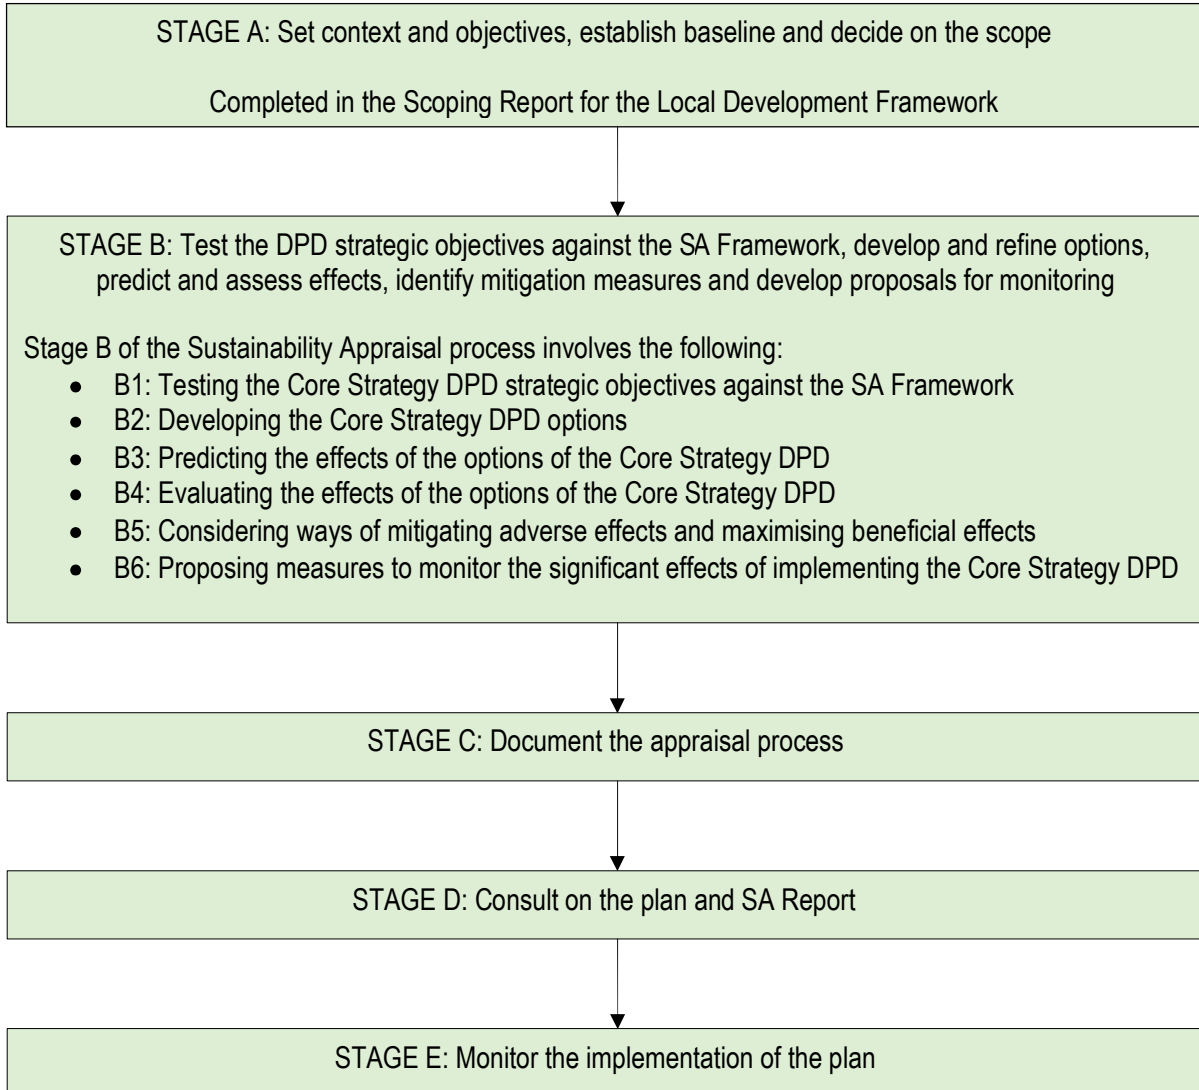 STAGE A: Set context and objectives, establish baseline and decide on the scope
Completed in the Scoping Report for the Local Development Framework
STAGE B: Test the DPD strategic objectives against the SA Framework, develop and refine options,
predict and assess effects, identify mitigation measures and develop proposals for monitoring
Stage B of the Sustainability Appraisal process involves the following:
• B1: Testing the Core Strategy DPD strategic objectives against the SA Framework
• B2: Developing the Core Strategy DPD options
• B3: Predicting the effects of the options of the Core Strategy DPD
• B4: Evaluating the effects of the options of the Core Strategy DPD
• B5: Considering ways of mitigating adverse effects and maximising beneficial effects
• B6: Proposing measures to monitor the significant effects of implementing the Core Strategy DPD
STAGE C: Document the appraisal process
STAGE D: Consult on the plan and SA Report
STAGE E: Monitor the implementation of the plan